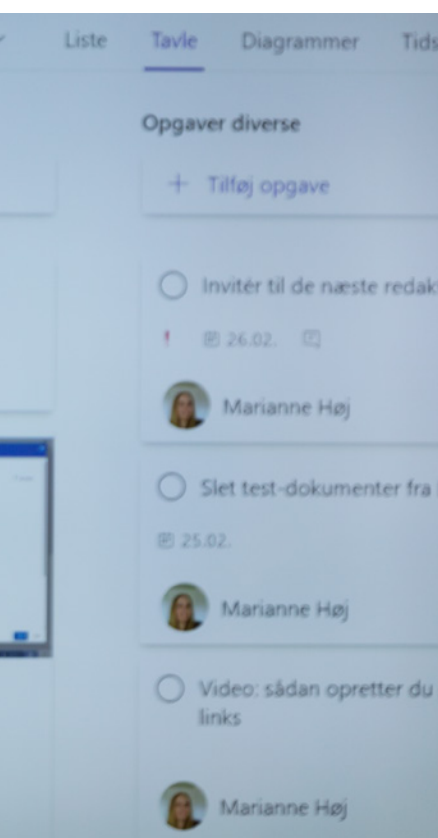 Liste Tavle Diagrammer Tids
Opgaver diverse
+ Tilføj opgave
Invitér til de næste redak
! 26.02.
Marianne Høj
Slet test-dokumenter fra
25.02.
Marianne Høj
Video: sådan opretter du
links
Marianne Høj